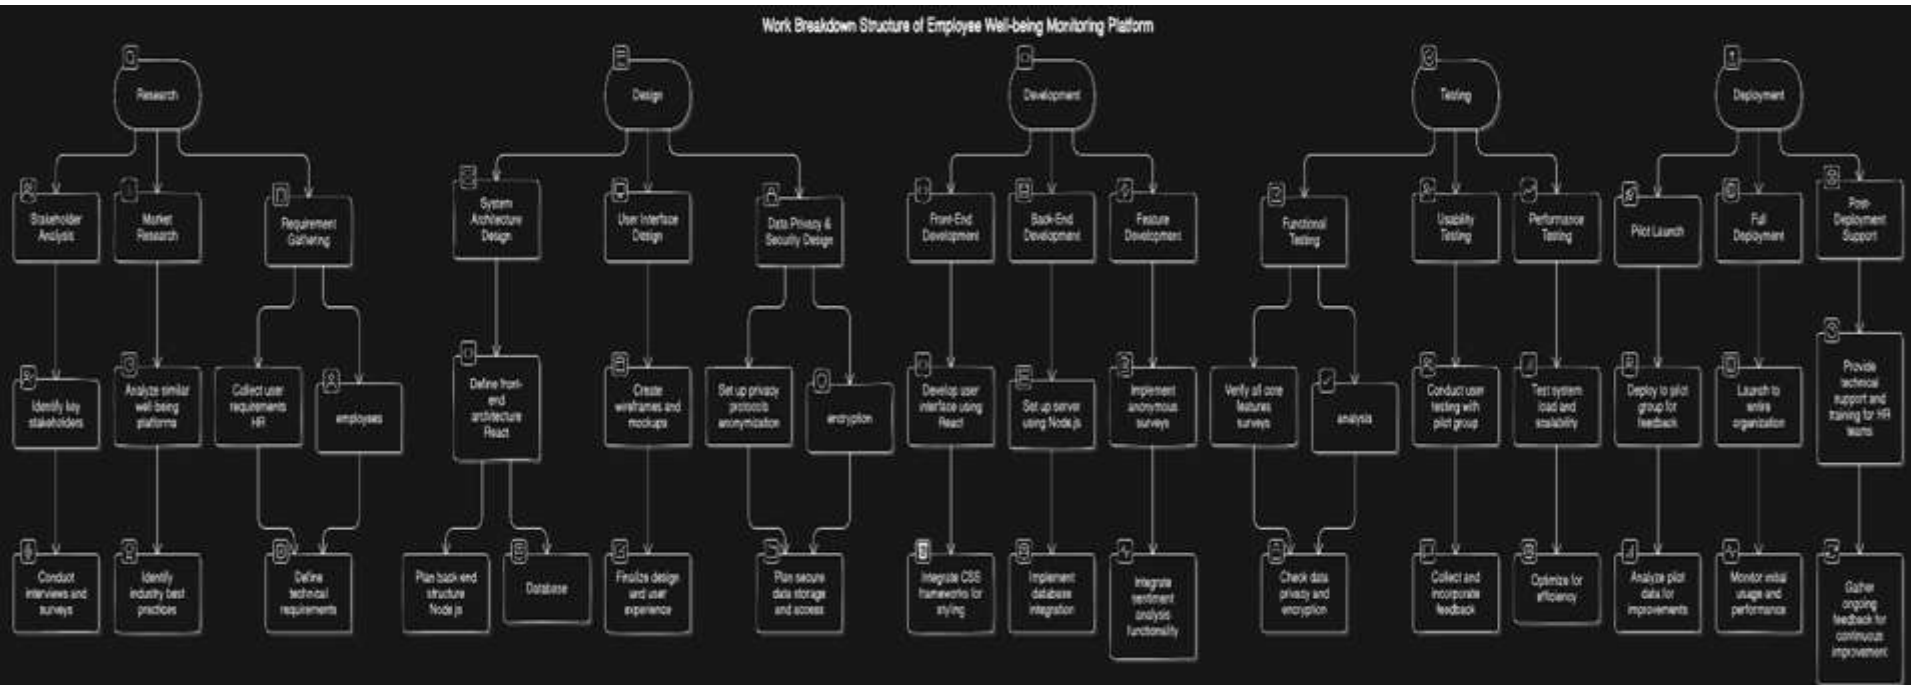 Work Breakdown Structure of Employee Well-being Monitoring Platform
Research
Design
Development
Testing
Deployment
Stakeholder
Analysis
Market
Research
Requirement
Gathering
System
Architecture
Design
User Interface
Design
Data Privacy &
Security Design
Front-End
Development
Back-End
Development
Feature
Development
Functional
Testing
Usability
Testing
Performance
Testing
Pilot Launch
Full
Deployment
Post-
Deployment
Support
Identify key
stakeholders
Analyze similar
well-being
platforms
Collect user
requirements
HR
employees
Define front-
end
architecture
React
Create
wireframes and
mockups
Set up privacy
protocols
anonymization
encryption
Develop user
interface using
React
Set up server
using Node.js
Implement
anonymous
surveys
Verify all core
features
surveys
analysis
Conduct user
testing with
pilot group
Test system
load and
scalability
Deploy to pilot
group for
feedback
Launch to
entire
organization
Provide
technical
support and
training for HR
teams
Conduct
interviews and
surveys
Identify
industry best
practices
Define
technical
requirements
Plan back-end
structure
Node.js
Database
Finalize design
and user
experience
Plan secure
data storage
and access
Integrate CSS
frameworks for
styling
Implement
database
integration
Integrate
sentiment
analysis
functionality
Check data
privacy and
encryption
Collect and
incorporate
feedback
Optimize for
efficiency
Analyze pilot
data for
improvements
Monitor initial
usage and
performance
Gather
ongoing
feedback for
continuous
improvement